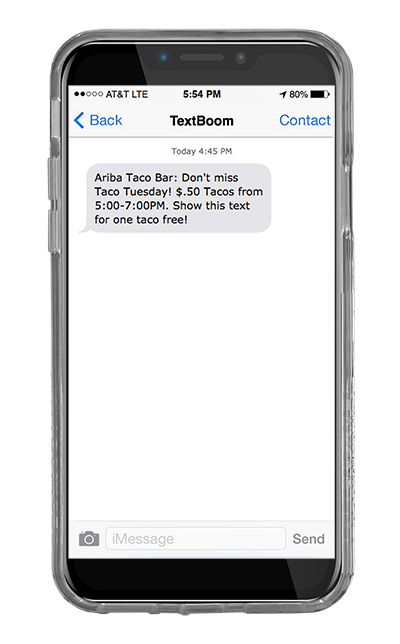 AT&T LTE 5:54 PM 80%
Back TextBoom Contact
Today 4:45 PM
Ariba Taco Bar: Don't miss
Taco Tuesday! $.50 Tacos from
5:00-7:00PM. Show this text
for one taco free!
iMessage Send